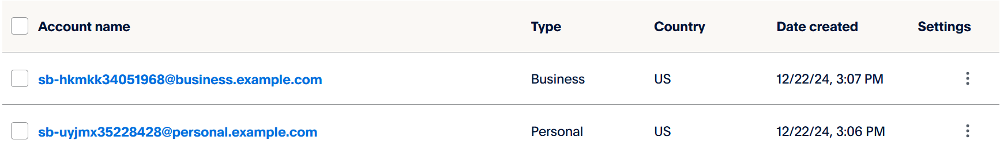 Account name Type Country Date created Settings
sb-hkmkk34051968@business.example.com Business US 12/22/24, 3:07 PM
sb-uyjmx35228428@personal.example.com Personal US 12/22/24, 3:06 PM